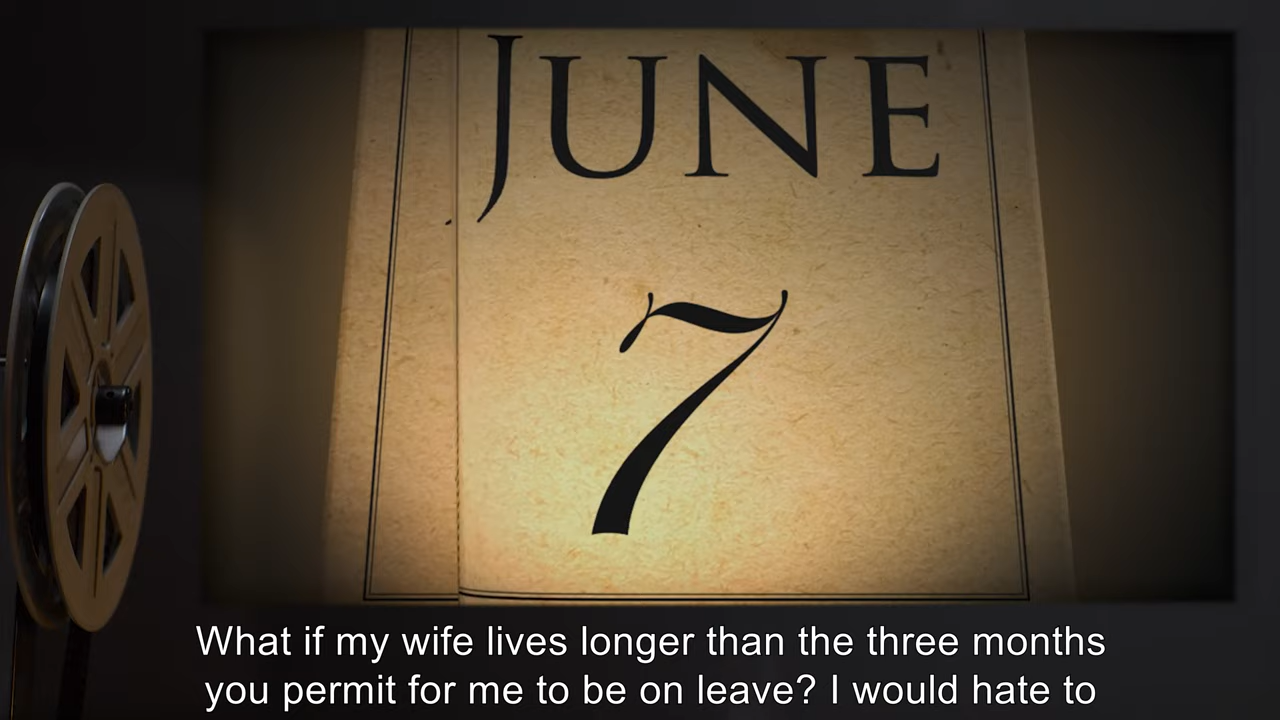 JUNE
7
What if my wife lives longer than the three months
you permit for me to be on leave? I would hate to